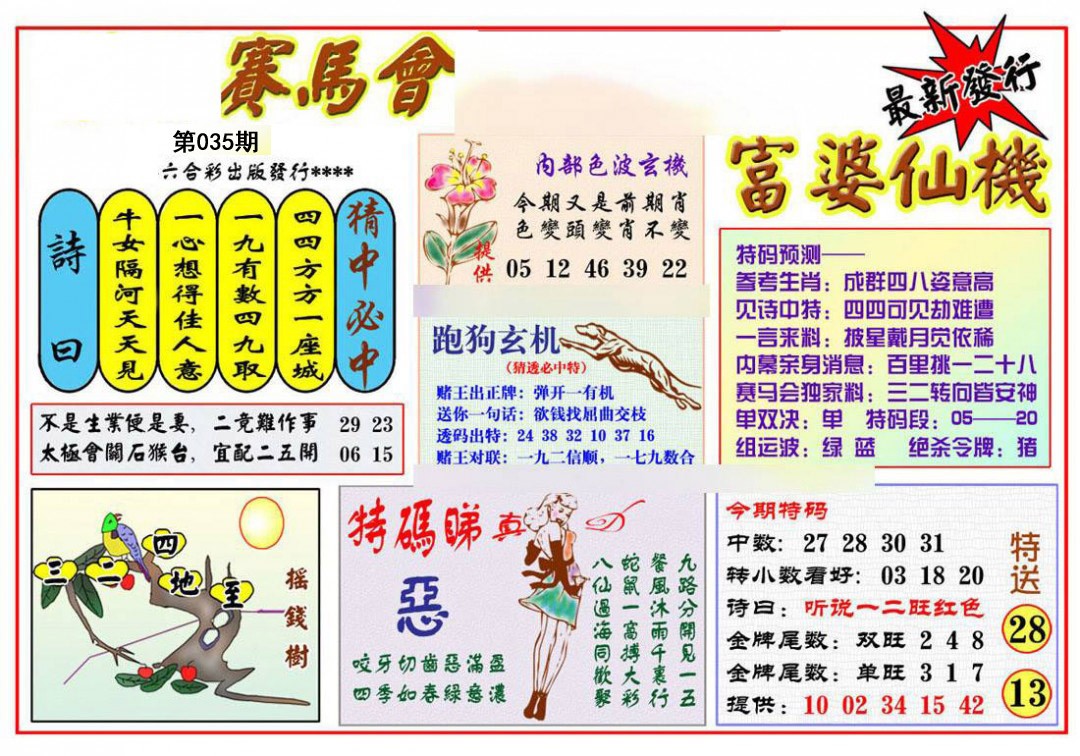 賽馬會
第035期
六合彩出版發行****
詩曰
牛女隔河天天見
一心想得佳人意
一九有數四九取
四四方方一座城
猜中必中
不是生業便是要，二竞難作事 29 23
太極會關石猴台，宜配二五開 06 15
內部色波玄機
今期又是前期肖
色變頭變肖不變
提供
05 12 46 39 22
跑狗玄机
（猜透必中特）
赌王出正牌：弹开一有机
送你一句话：欲钱找屈曲交枝
透码出特：24 38 32 10 37 16
赌王对联：一九二信顺，一七九数合
最新發行
富婆仙機
特码预测——
参考生肖：成群四八姿意高
见诗中特：四四可见劫难遭
一言来料：披星戴月觉依稀
内幕亲身消息：百里挑一二十八
赛马会独家料：三二转向皆安神
单双决：单 特码段：05——20
组运波：绿 蓝 绝杀令牌：猪
三二四地至
搖錢樹
特碼睇真D
惡
咬牙切齒惡滿盈
四季如春綠意濃
九路分開見一五
餐風沐雨千裏行
蛇鼠一窩搏大彩
八仙過海同歡聚
今期特码
中数：27 28 30 31
转小数看好：03 18 20
诗曰：听说一二旺红色
金牌尾数：双旺 2 4 8
金牌尾数：单旺 3 1 7
提供：10 02 34 15 42
特送
28
13